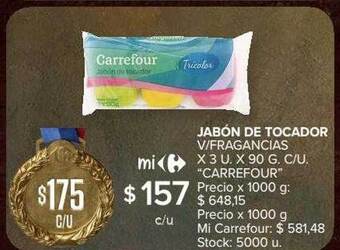 Carrefour
Jabón de tocador
Tricolor
$175
C/U
mi
$157
c/u
JABÓN DE TOCADOR
V/FRAGANCIAS
X 3 U. X 90 G. C/U.
“CARREFOUR”
Precio x 1000 g:
$ 648,15
Precio x 1000 g
Mi Carrefour: $ 581,48
Stock: 5000 u.